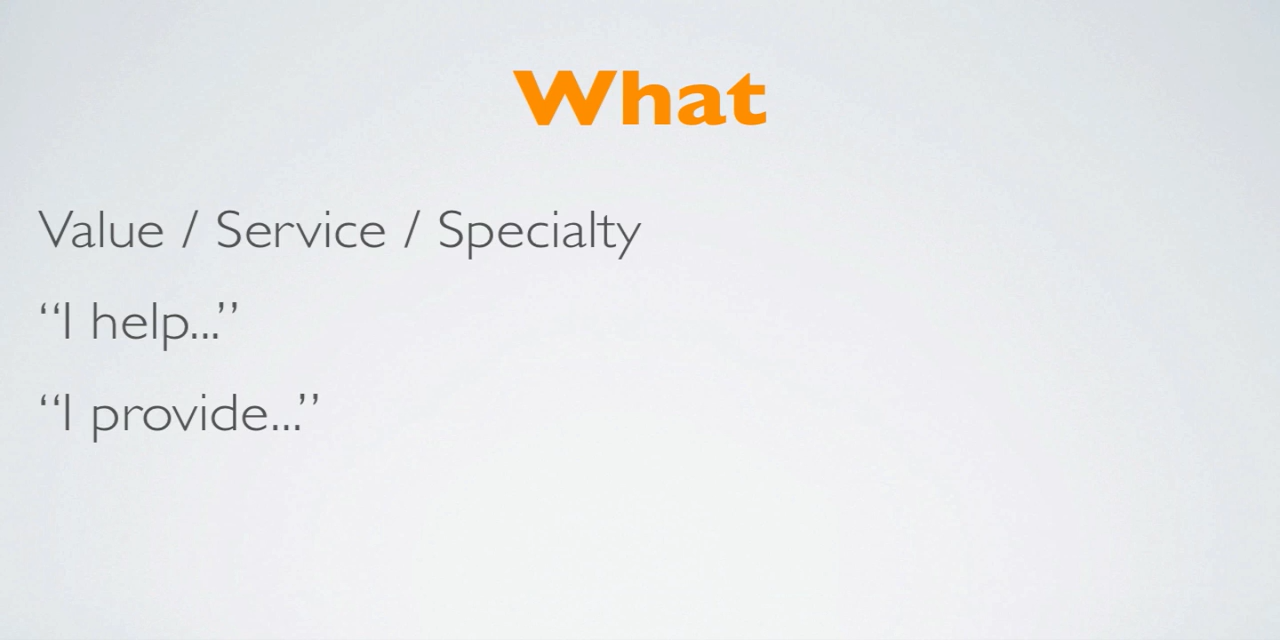 What
Value / Service / Specialty
“I help...”
“I provide...”